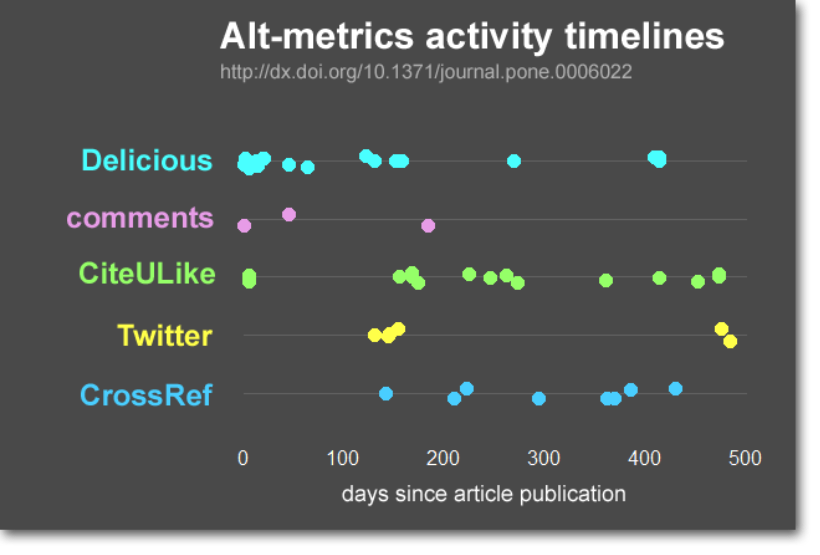 Alt-metrics activity timelines
http://dx.doi.org/10.1371/journal.pone.0006022
Delicious
comments
CiteULike
Twitter
CrossRef
0 100 200 300 400 500
days since article publication